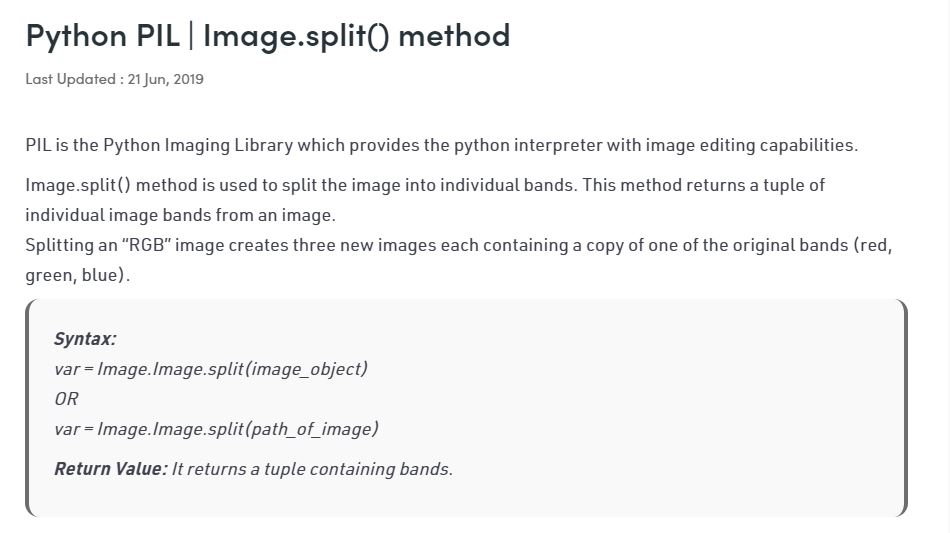 Python PIL | Image.split() method
Last Updated : 21 Jun, 2019
PIL is the Python Imaging Library which provides the python interpreter with image editing capabilities.
Image.split() method is used to split the image into individual bands. This method returns a tuple of
individual image bands from an image.
Splitting an “RGB” image creates three new images each containing a copy of one of the original bands (red,
green, blue).
Syntax:
var = Image.Image.split(image_object)
OR
var = Image.Image.split(path_of_image)
Return Value: It returns a tuple containing bands.